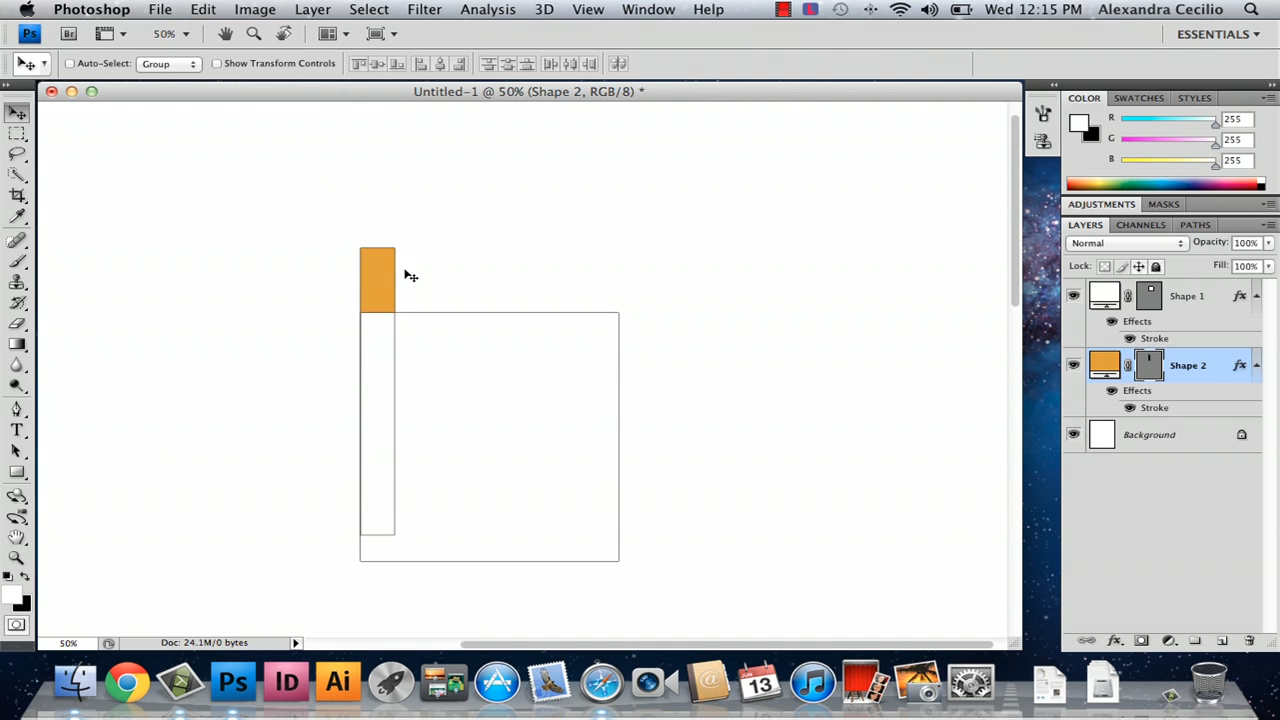 Photoshop File Edit Image Layer Select Filter Analysis 3D View Window Help Wed 12:15 PM Alexandra Cecilio
Ps Br 50% ESSENTIALS
Auto-Select: Group Show Transform Controls
Untitled-1 @ 50% (Shape 2, RGB/8) *
COLOR SWATCHES STYLES
R 255
G 255
B 255
ADJUSTMENTS MASKS
LAYERS CHANNELS PATHS
Normal Opacity: 100%
Lock: Fill: 100%
Shape 1 fx
Effects
Stroke
Shape 2 fx
Effects
Stroke
Background
T
50% Doc: 24.1M/0 bytes
fx
Ps ID Ai JUN 13